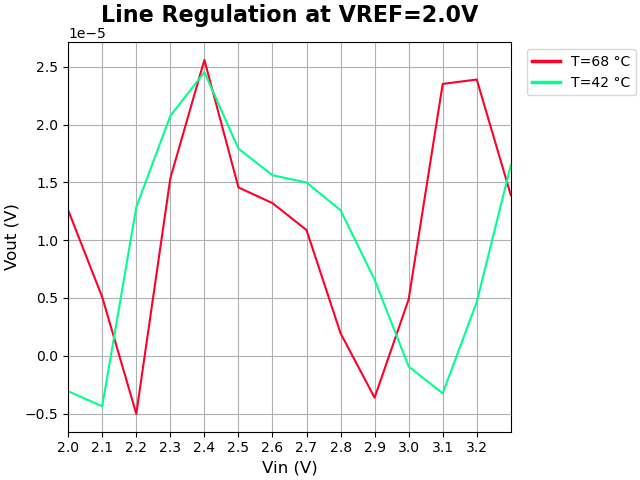 Line Regulation at VREF=2.0V
1e−5
T=68 °C
T=42 °C
2.5
2.0
1.5
1.0
0.5
0.0
−0.5
Vout (V)
2.0 2.1 2.2 2.3 2.4 2.5 2.6 2.7 2.8 2.9 3.0 3.1 3.2
Vin (V)